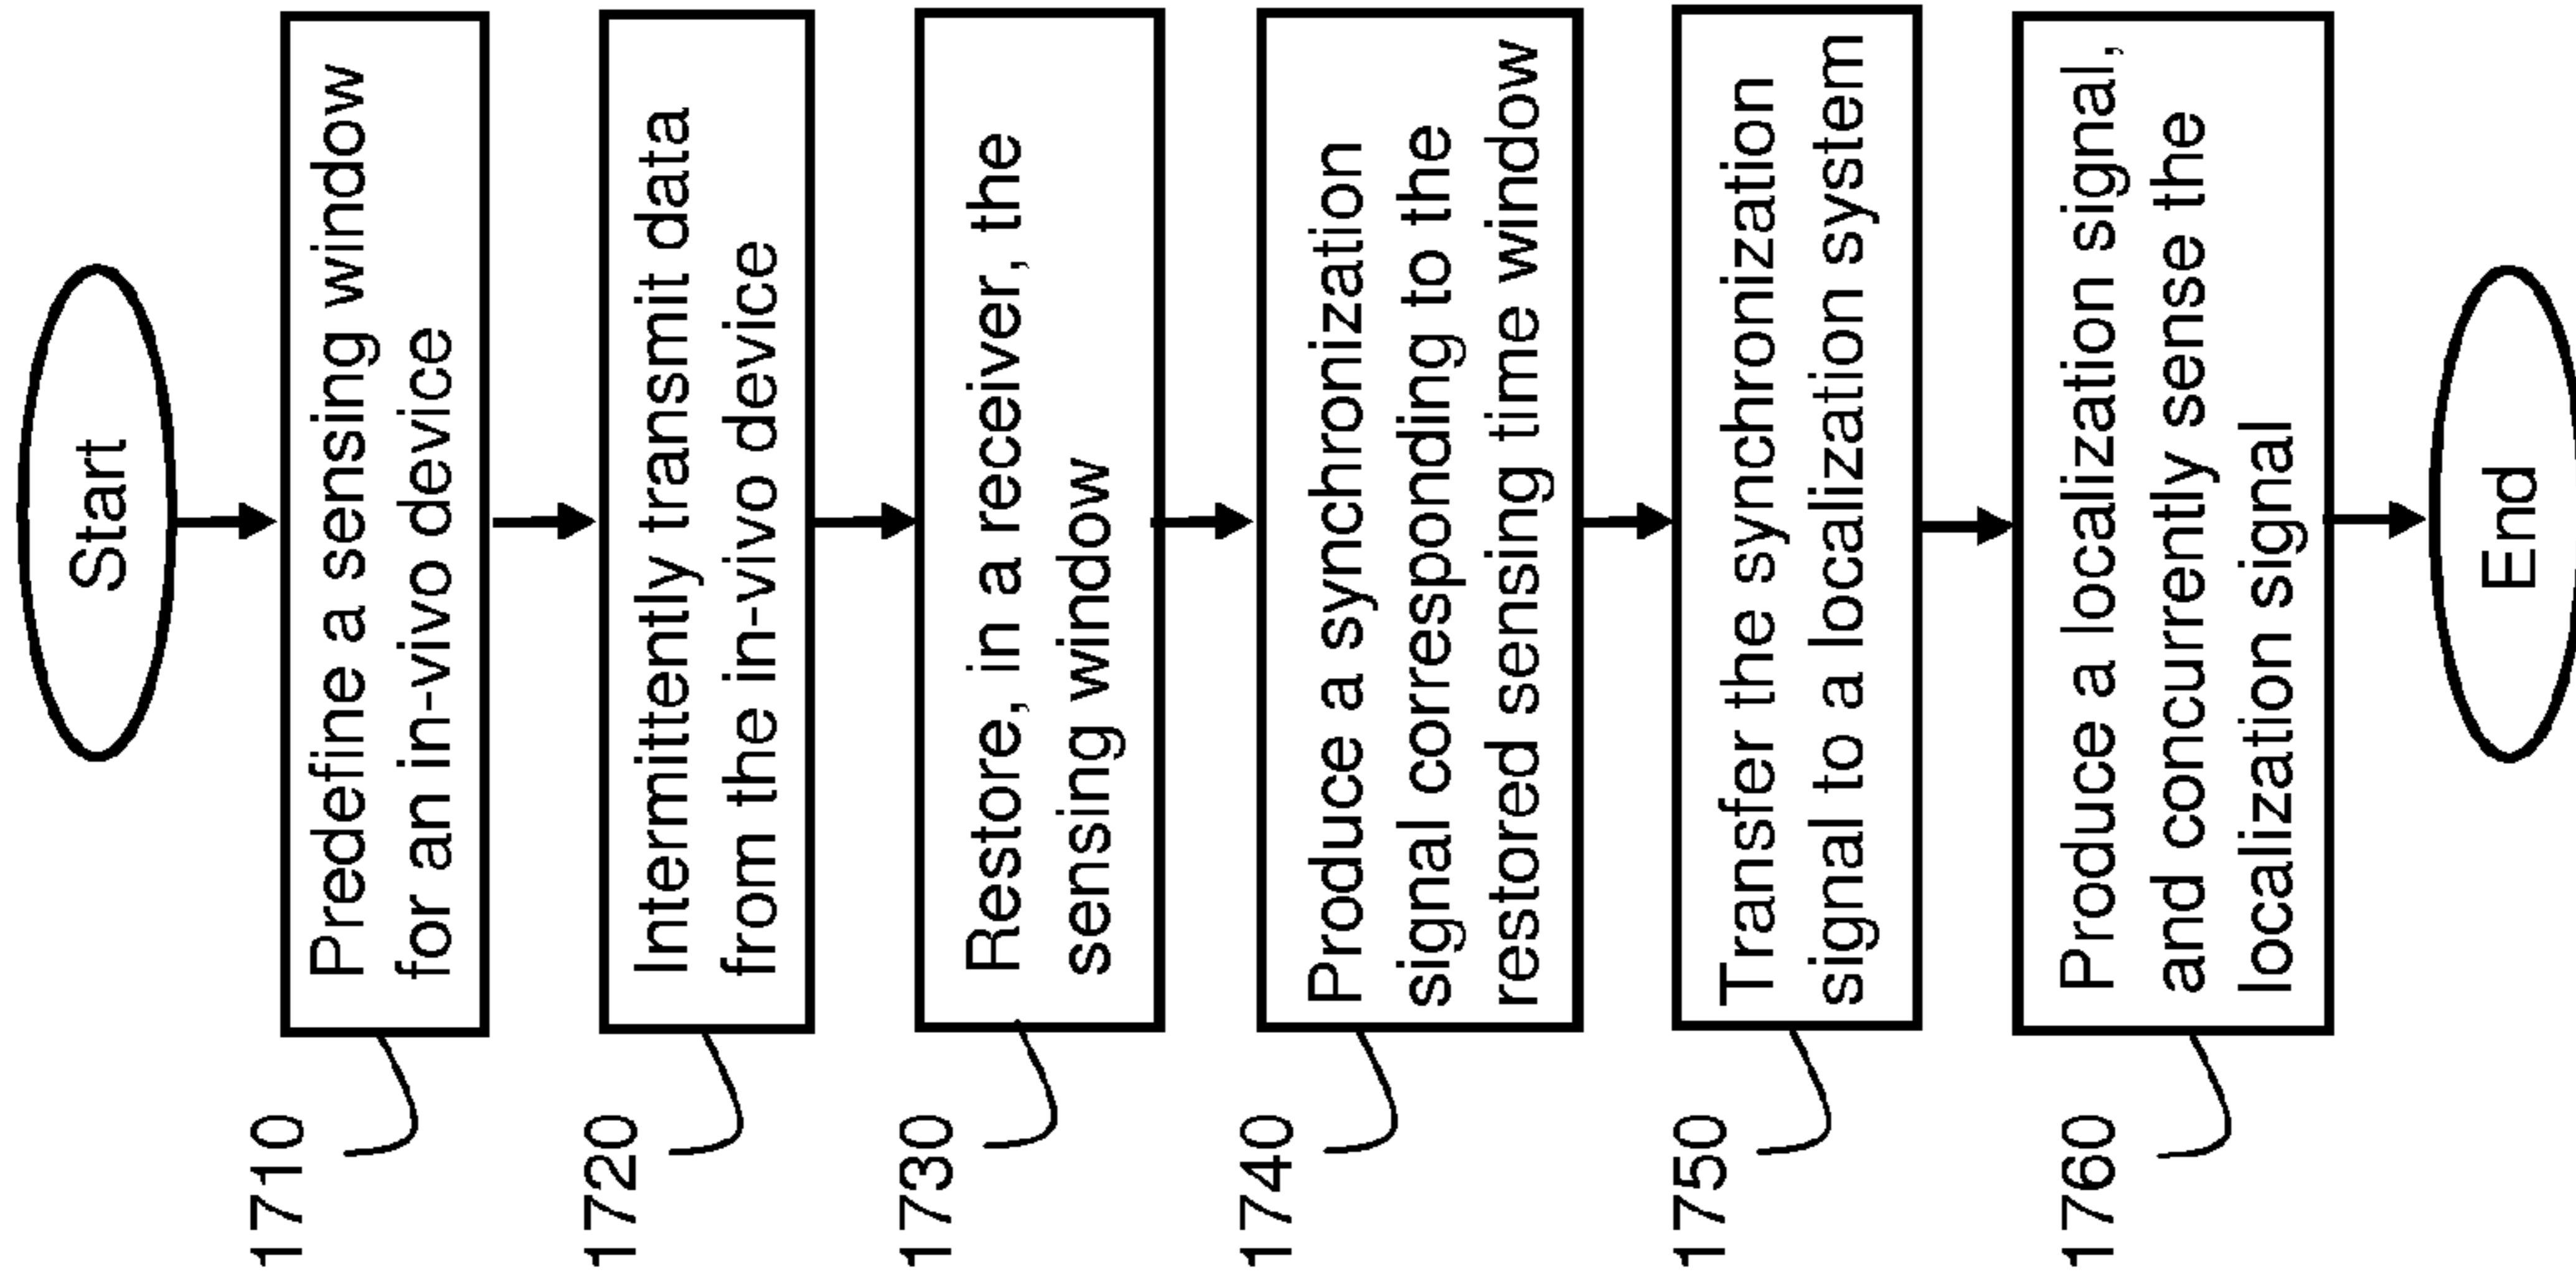 Start
1710
Predefine a sensing window
for an in-vivo device
1720
Intermittently transmit data
from the in-vivo device
1730
Restore, in a receiver, the
sensing window
1740
Produce a synchronization
signal corresponding to the
restored sensing time window
1750
Transfer the synchronization
signal to a localization system
1760
Produce a localization signal,
and concurrently sense the
localization signal
End